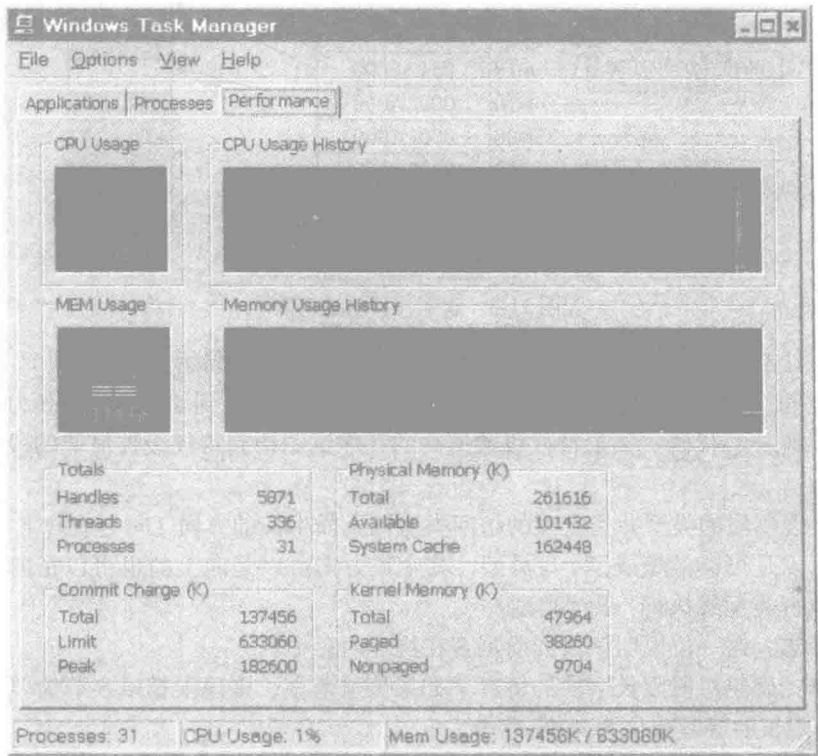 Windows Task Manager
File Options View Help
Applications Processes Performance
CPU Usage CPU Usage History
MEM Usage Memory Usage History
Totals
Handles 5871
Threads 336
Processes 31
Physical Memory (K)
Total 261616
Available 101432
System Cache 162448
Commit Charge (K)
Total 137456
Limit 633060
Peak 182600
Kernel Memory (K)
Total 47964
Paged 38260
Nonpaged 9704
Processes: 31 CPU Usage: 1% Mem Usage: 137456K / 633060K